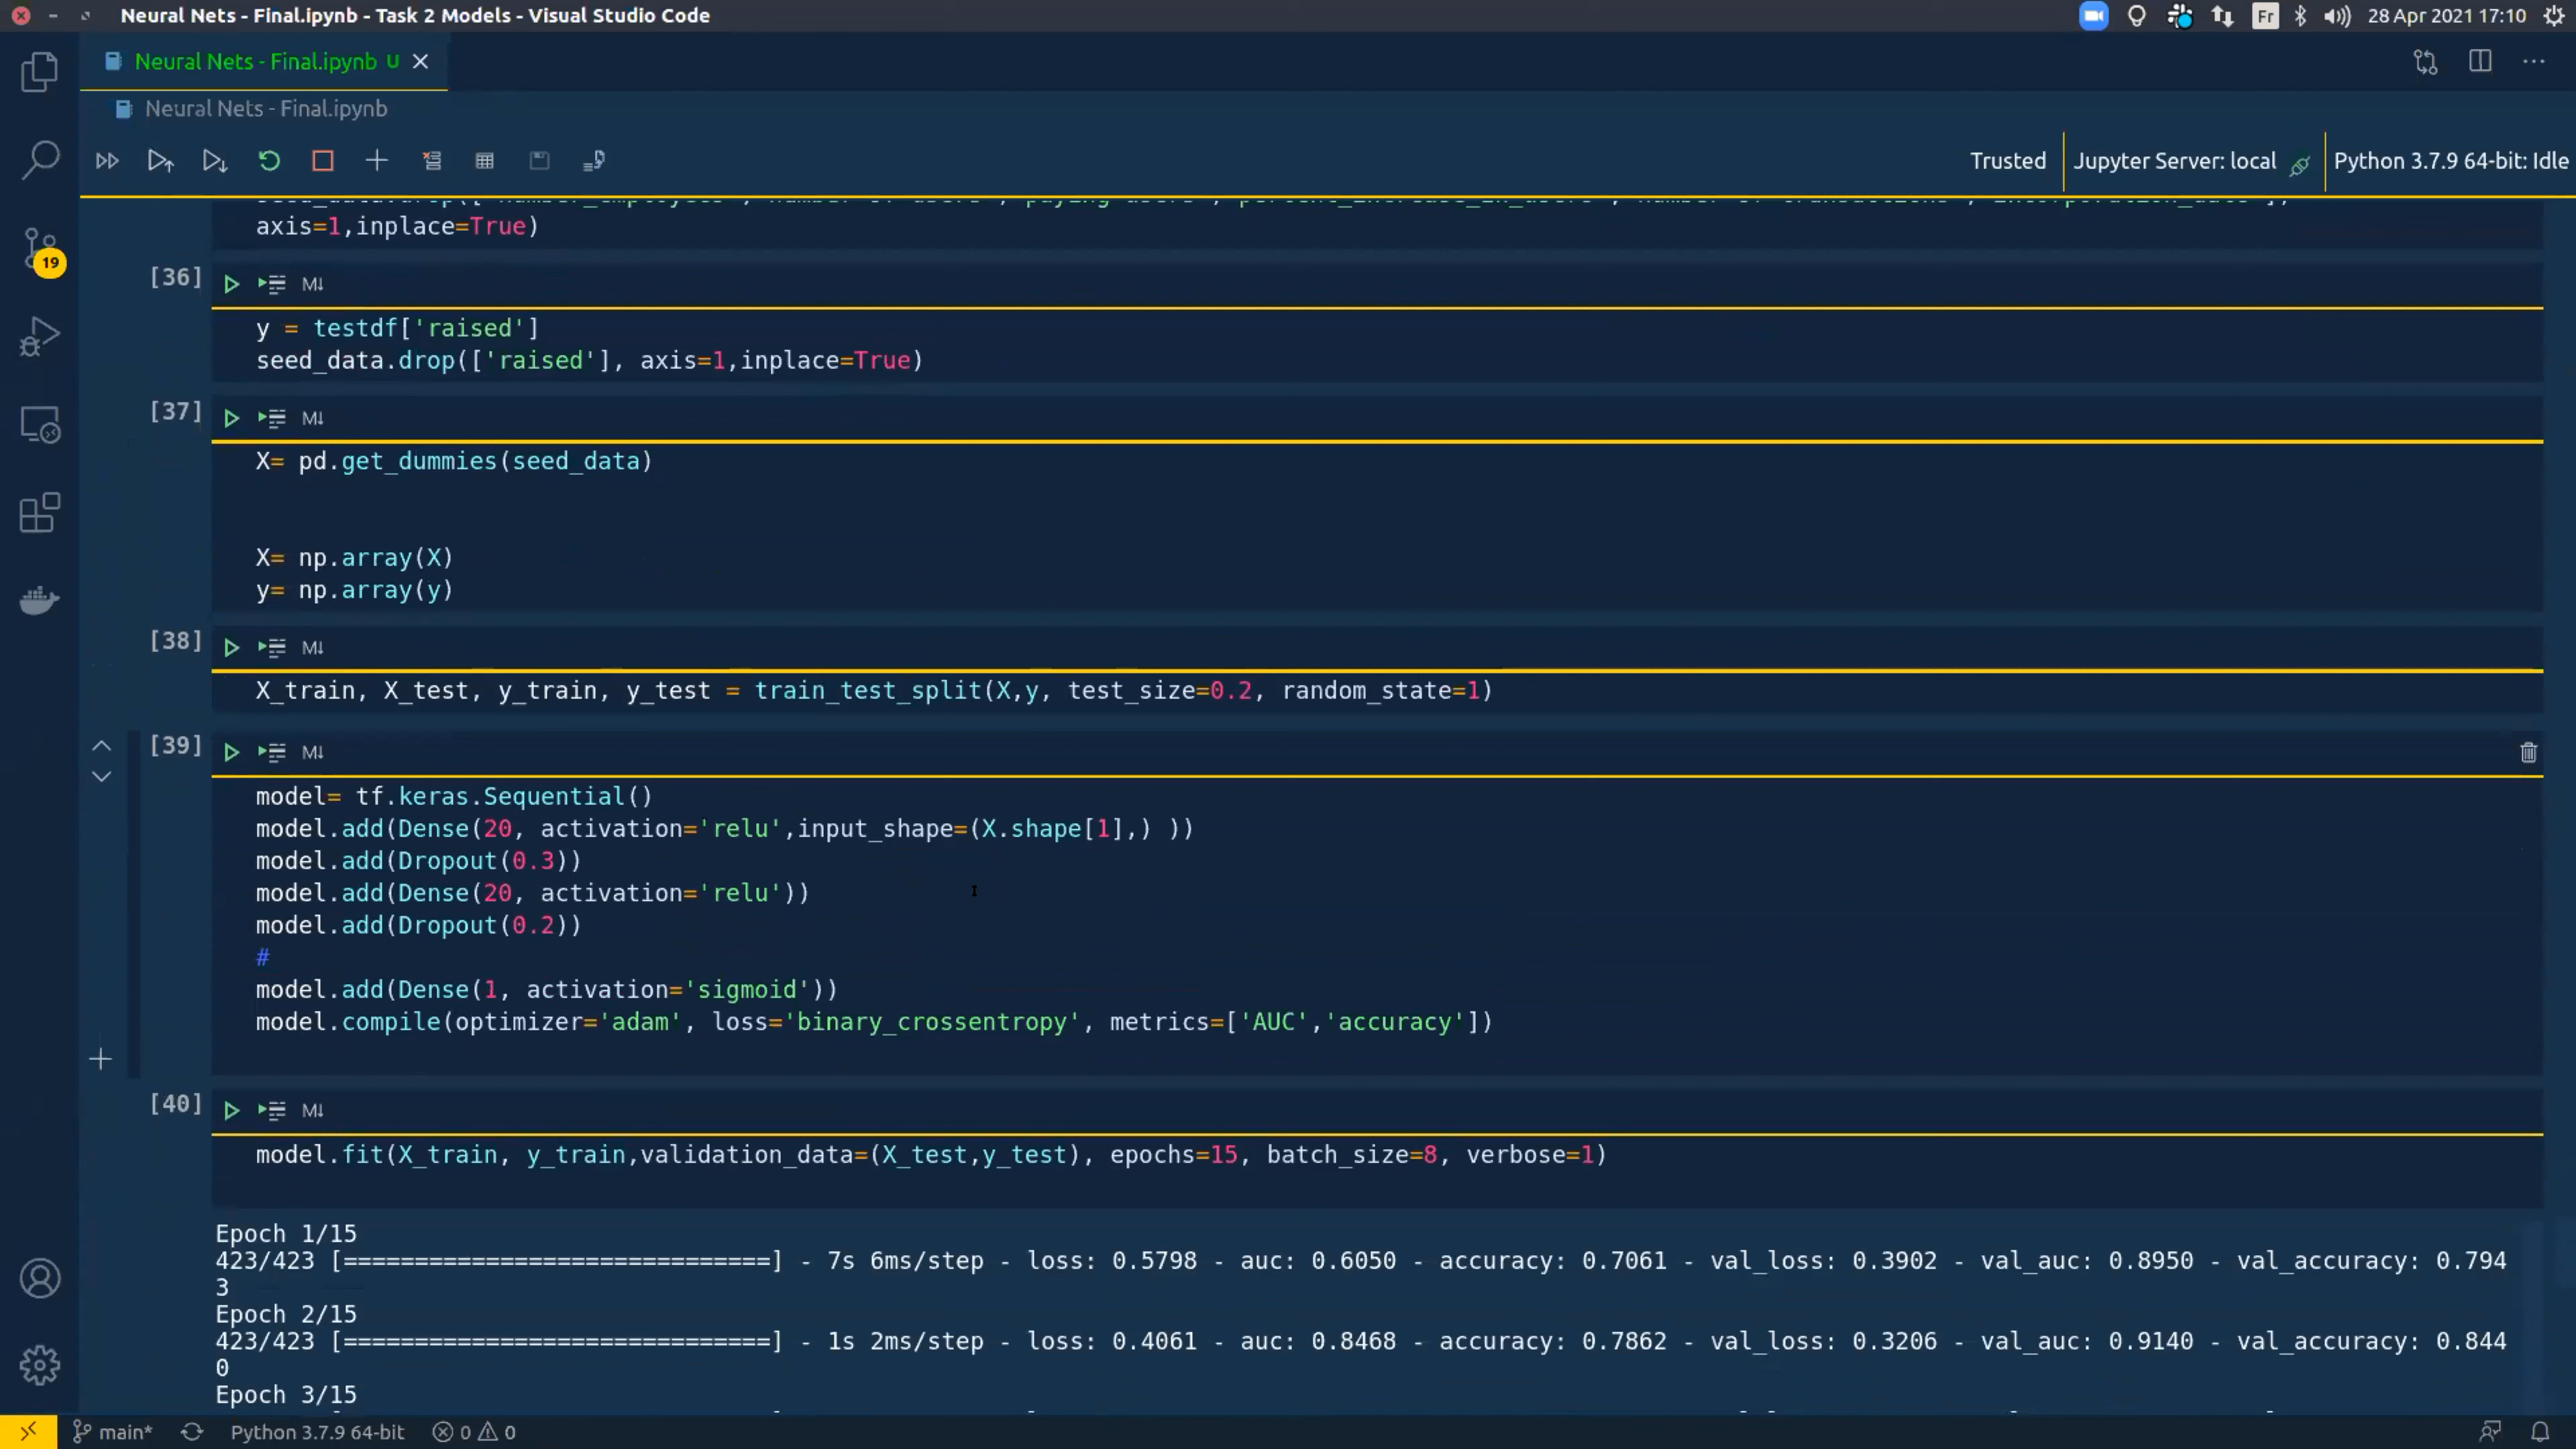 Neural Nets - Final.ipynb - Task 2 Models - Visual Studio Code
Fr
28 Apr 2021 17:10
Neural Nets - Final.ipynb U
Neural Nets - Final.ipynb
Trusted
Jupyter Server: local
Python 3.7.9 64-bit: Idle
19
axis=1,inplace=True)
[36]
M↓
y = testdf['raised']
seed_data.drop(['raised'], axis=1,inplace=True)
[37]
M↓
X= pd.get_dummies(seed_data)
X= np.array(X)
y= np.array(y)
[38]
M↓
X_train, X_test, y_train, y_test = train_test_split(X,y, test_size=0.2, random_state=1)
[39]
M↓
model= tf.keras.Sequential()
model.add(Dense(20, activation='relu',input_shape=(X.shape[1],) ))
model.add(Dropout(0.3))
model.add(Dense(20, activation='relu'))
model.add(Dropout(0.2))
#
model.add(Dense(1, activation='sigmoid'))
model.compile(optimizer='adam', loss='binary_crossentropy', metrics=['AUC','accuracy'])
[40]
M↓
model.fit(X_train, y_train,validation_data=(X_test,y_test), epochs=15, batch_size=8, verbose=1)
Epoch 1/15
423/423 [==============================] - 7s 6ms/step - loss: 0.5798 - auc: 0.6050 - accuracy: 0.7061 - val_loss: 0.3902 - val_auc: 0.8950 - val_accuracy: 0.794
3
Epoch 2/15
423/423 [==============================] - 1s 2ms/step - loss: 0.4061 - auc: 0.8468 - accuracy: 0.7862 - val_loss: 0.3206 - val_auc: 0.9140 - val_accuracy: 0.844
0
Epoch 3/15
main*
Python 3.7.9 64-bit
0
0